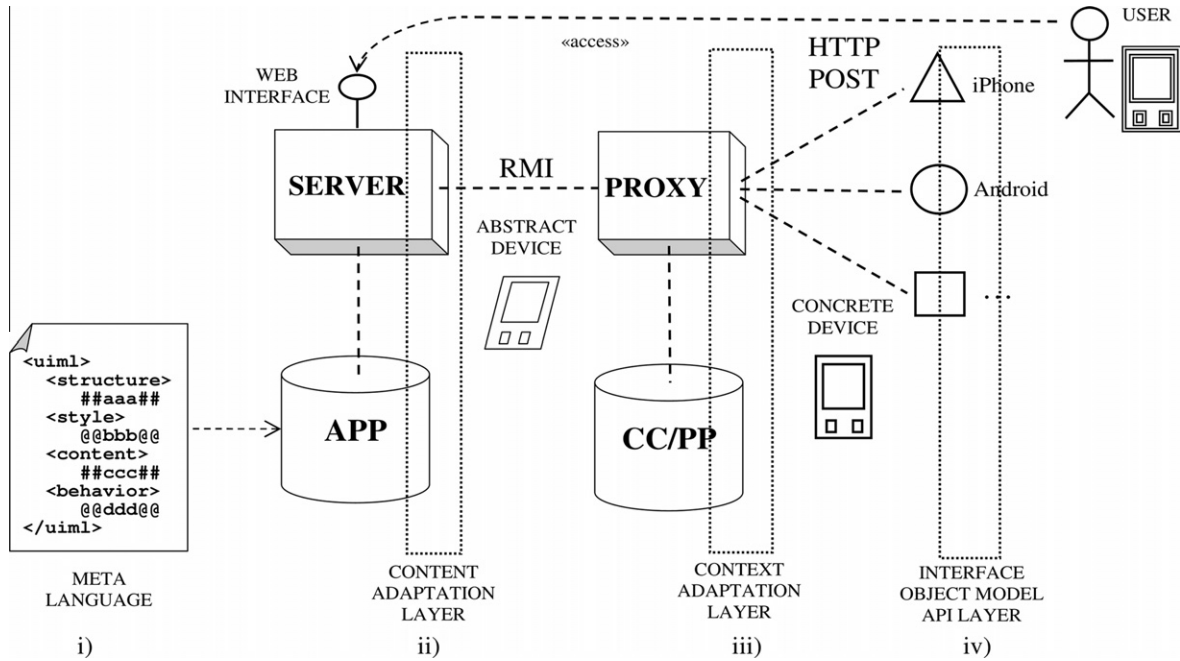 USER
«access»
HTTP
POST
WEB
INTERFACE
iPhone
SERVER
RMI
PROXY
Android
ABSTRACT
DEVICE
CONCRETE
DEVICE
...
<uiml>
<structure>
##aaa##
<style>
@@bbb@@
<content>
##ccc##
<behavior>
@@ddd@@
</uiml>
APP
CC/PP
META
LANGUAGE
CONTENT
ADAPTATION
LAYER
CONTEXT
ADAPTATION
LAYER
INTERFACE
OBJECT MODEL
API LAYER
i)
ii)
iii)
iv)